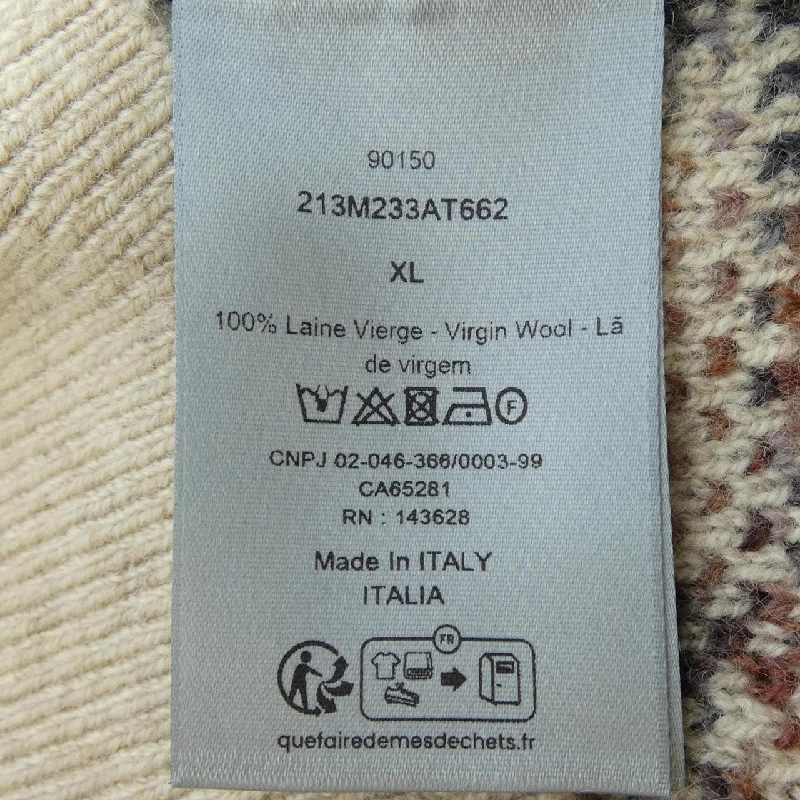 90150
213M233AT662
XL
100% Laine Vierge - Virgin Wool - Lã
de virgem
F
CNPJ 02-046-366/0003-99
CA65281
RN : 143628
Made In ITALY
ITALIA
FR
quefairedemesdechets.fr